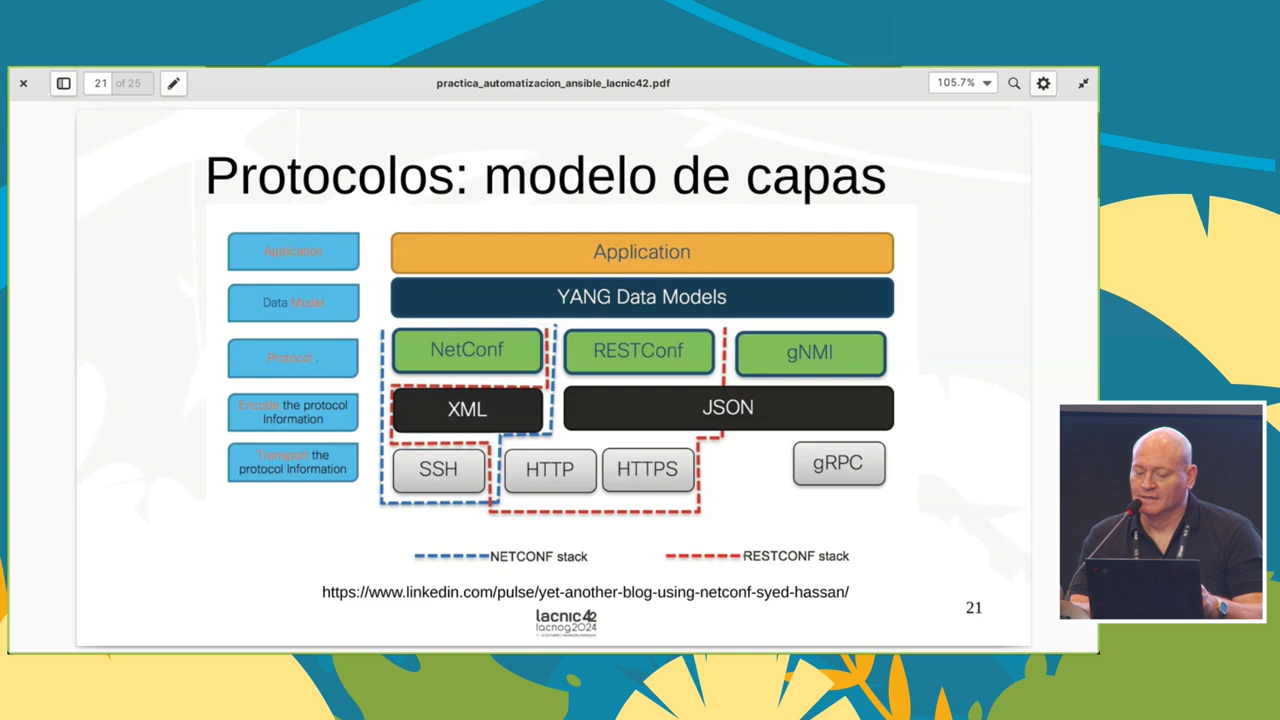 21 of 25
practica_automatizacion_ansible_lacnic42.pdf
105.7%
Protocolos: modelo de capas
Application
Application
Data Model
YANG Data Models
Protocol .
NetConf
RESTConf
gNMI
Encode the protocol
Information
XML
JSON
Transport the
protocol Information
SSH
HTTP
HTTPS
gRPC
NETCONF stack
RESTCONF stack
https://www.linkedin.com/pulse/yet-another-blog-using-netconf-syed-hassan/
lacnic42
lacnog2024
21